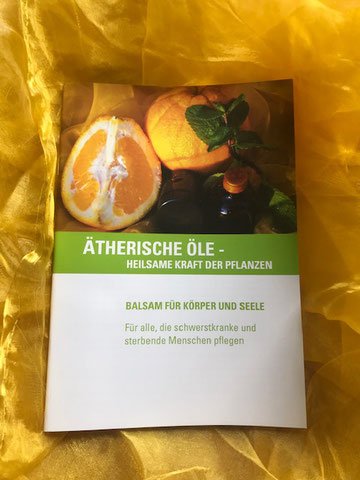 ÄTHERISCHE ÖLE -
HEILSAME KRAFT DER PFLANZEN
BALSAM FÜR KÖRPER UND SEELE
Für alle, die schwerstkranke und
sterbende Menschen pflegen